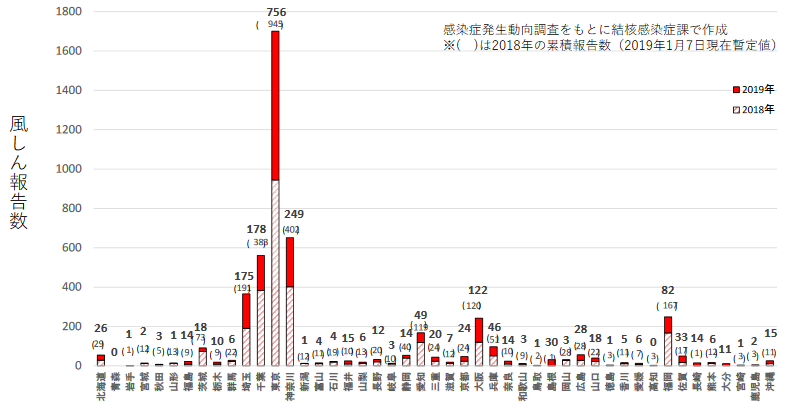 感染症発生動向調査をもとに結核感染症課で作成
※(　)は2018年の累積報告数（2019年1月7日現在暫定値）
風しん報告数
1800
1600
1400
1200
1000
800
600
400
200
0
2019年
2018年
26
(29)
0
1
(1)
2
(12)
3
(5)
1
(13)
14
(9)
18
(73)
10
(9)
6
(22)
175
(191)
178
(383)
756
(945)
249
(402)
1
(12)
4
(11)
4
(19)
15
(10)
6
(13)
12
(20)
3
(10)
14
(40)
49
(119)
20
(24)
7
(12)
24
(24)
122
(120)
46
(51)
14
(10)
3
(9)
1
(2)
30
(1)
3
(28)
28
(28)
18
(22)
1
(3)
5
(11)
6
(7)
0
(3)
82
(167)
33
(17)
14
(1)
6
(12)
11
1
(3)
2
(3)
15
(11)
北海道
青森
岩手
宮城
秋田
山形
福島
茨城
栃木
群馬
埼玉
千葉
東京
神奈川
新潟
富山
石川
福井
山梨
長野
岐阜
静岡
愛知
三重
滋賀
京都
大阪
兵庫
奈良
和歌山
鳥取
島根
岡山
広島
山口
徳島
香川
愛媛
高知
福岡
佐賀
長崎
熊本
大分
宮崎
鹿児島
沖縄